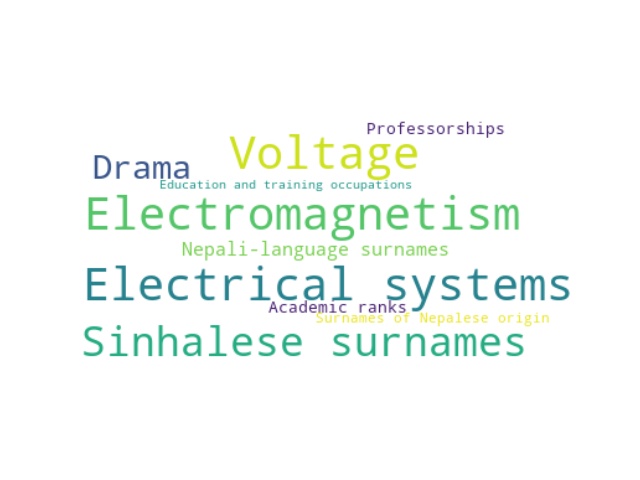 Professorships
Voltage
Drama
Education and training occupations
Electromagnetism
Nepali-language surnames
Electrical systems
Academic ranks
Surnames of Nepalese origin
Sinhalese surnames